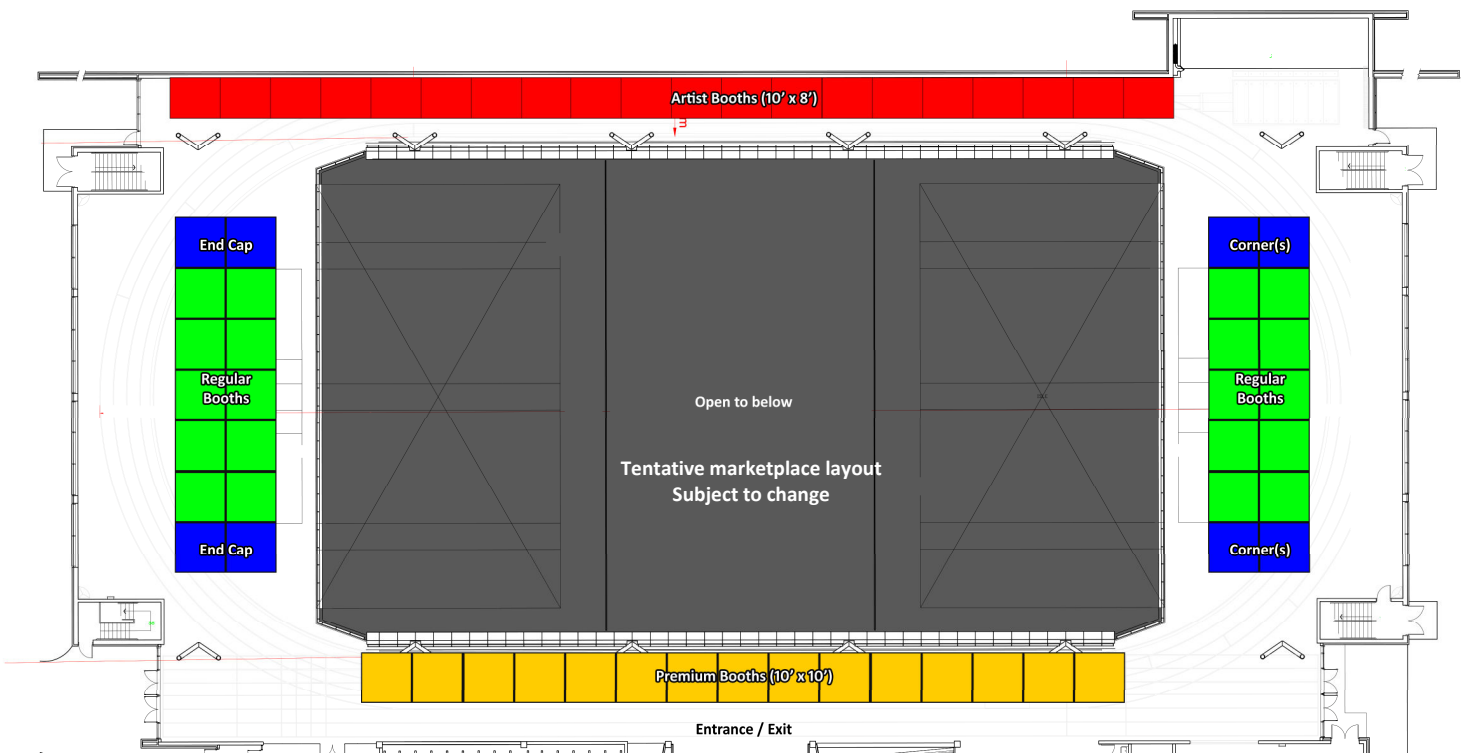 Artist Booths (10' x 8')
End Cap
Corner(s)
Regular
Booths
Regular
Booths
Open to below
Tentative marketplace layout
Subject to change
End Cap
Corner(s)
Premium Booths (10' x 10')
Entrance / Exit